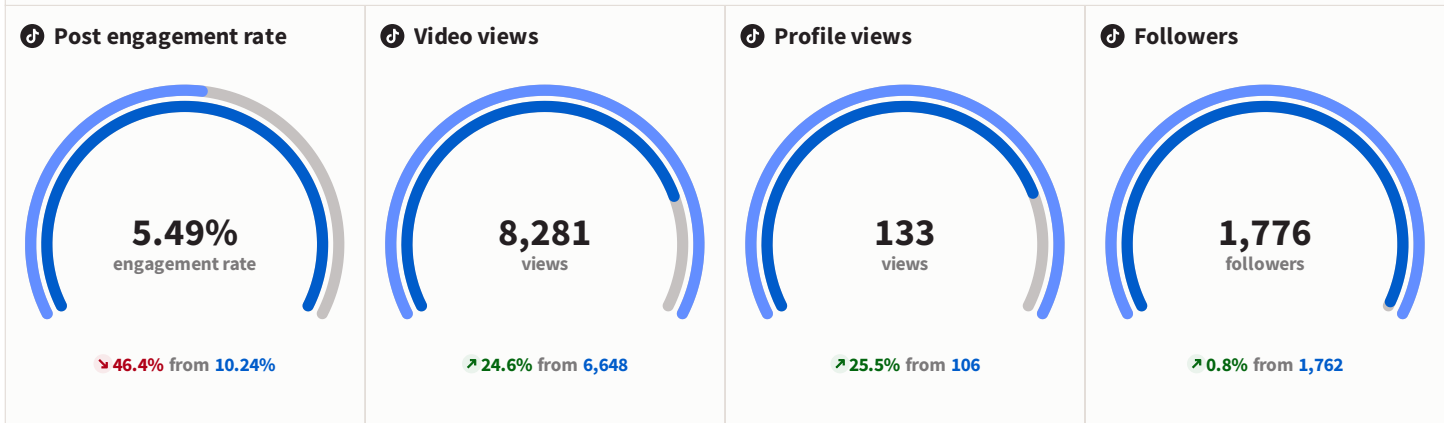 Post engagement rate
5.49%
engagement rate
46.4% from 10.24%
Video views
8,281
views
24.6% from 6,648
Profile views
133
views
25.5% from 106
Followers
1,776
followers
0.8% from 1,762